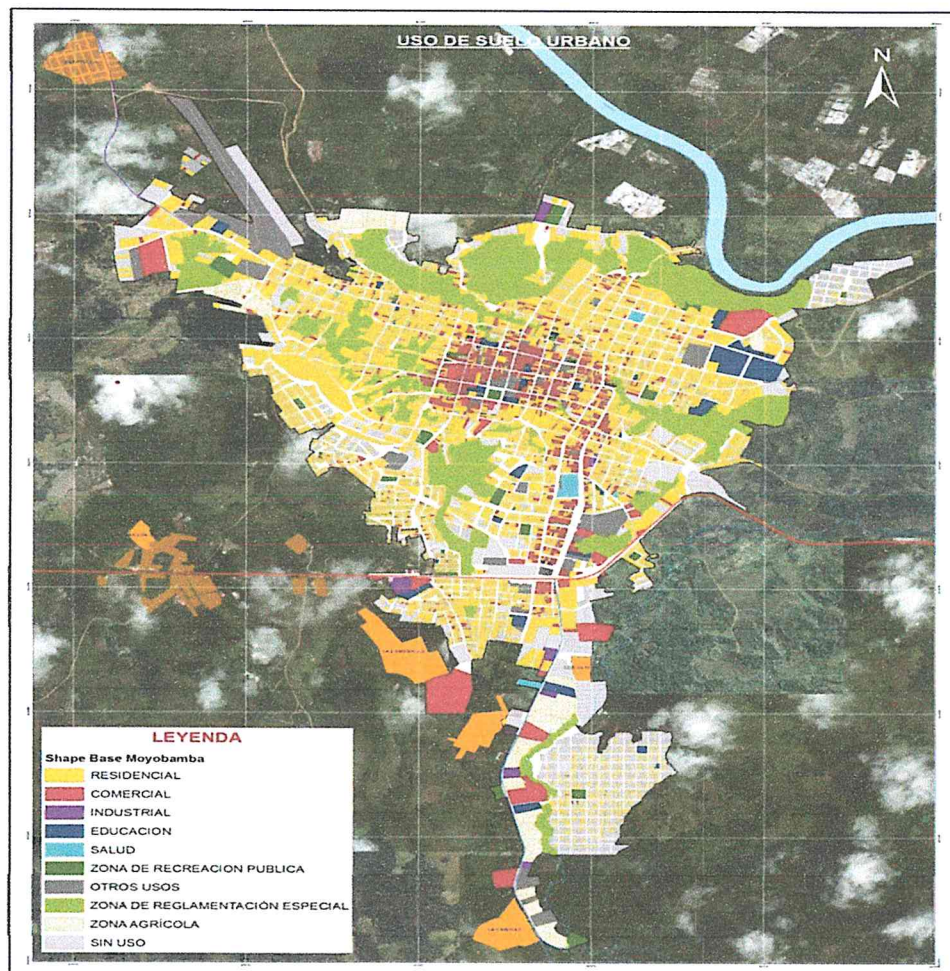 USO DE SUELO URBANO
N
LEYENDA
Shape Base Moyobamba
RESIDENCIAL
COMERCIAL
INDUSTRIAL
EDUCACION
SALUD
ZONA DE RECREACION PUBLICA
OTROS USOS
ZONA DE REGLAMENTACIÓN ESPECIAL
ZONA AGRÍCOLA
SIN USO